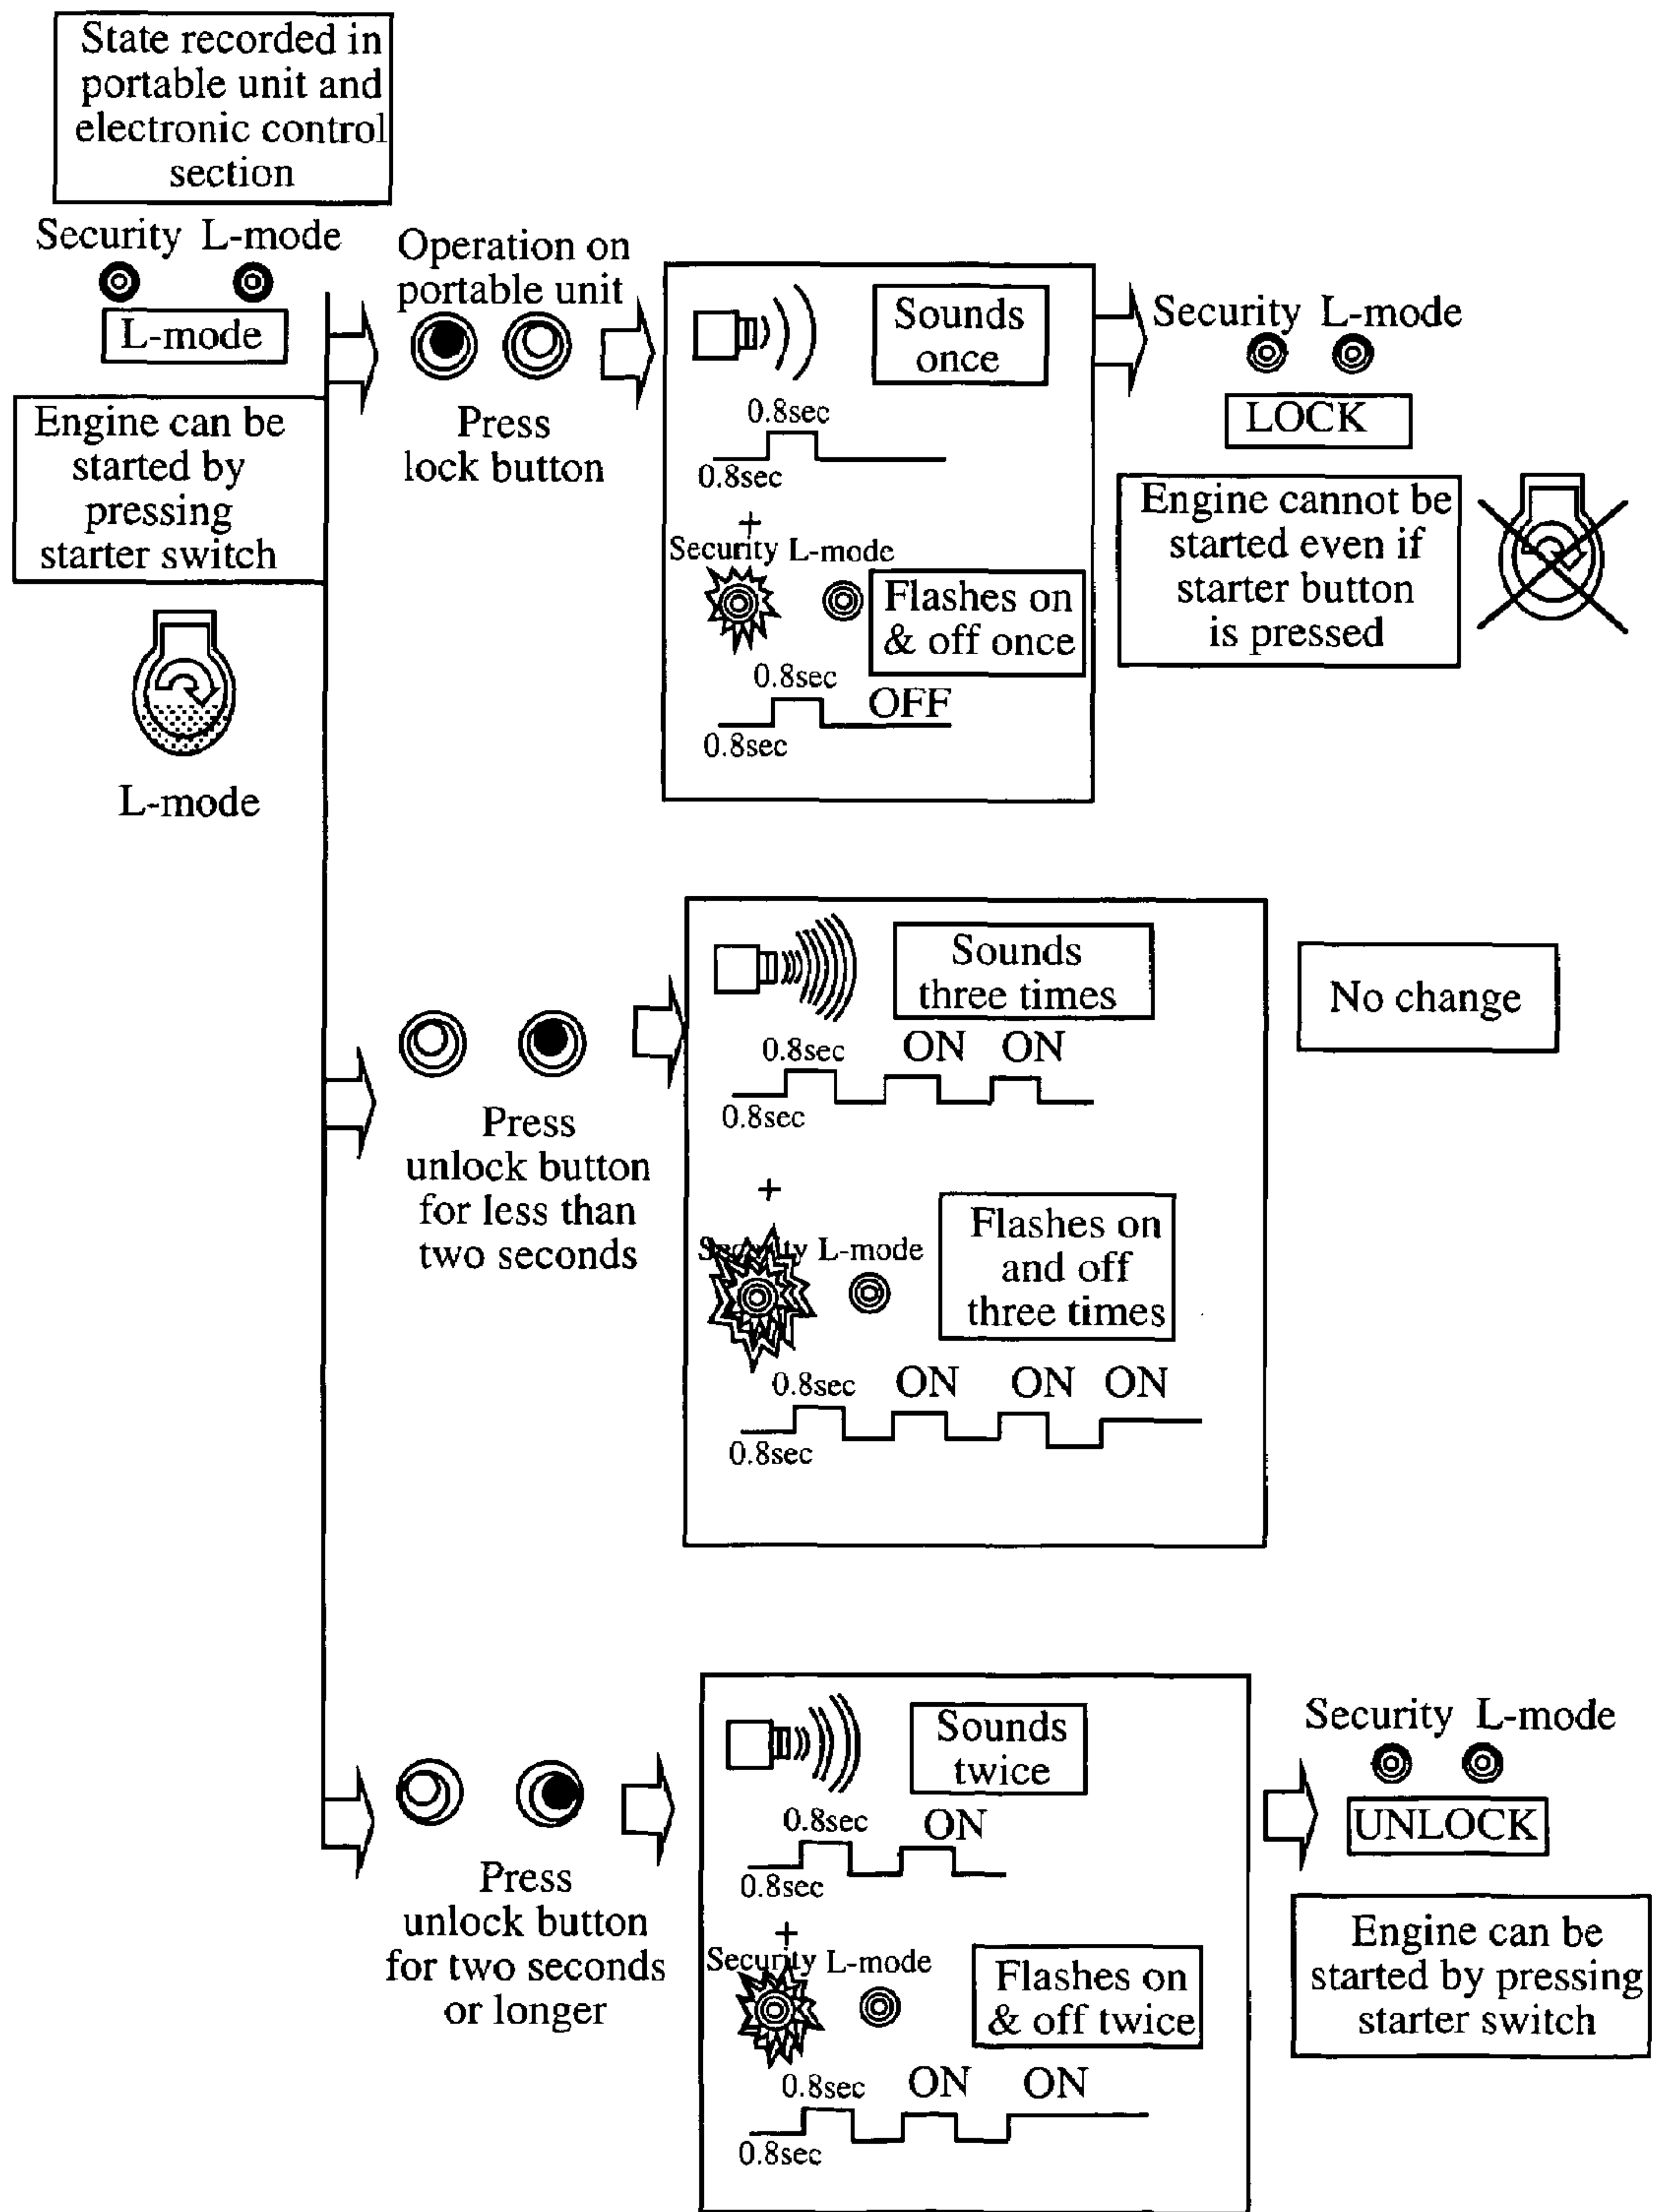 State recorded in
portable unit and
electronic control
section
Security L-mode
L-mode
Engine can be
started by
pressing
starter switch
L-mode
Operation on
portable unit
Press
lock button
Sounds
once
0.8sec
0.8sec
+
Security L-mode
Flashes on
& off once
0.8sec
OFF
0.8sec
Security L-mode
LOCK
Engine cannot be
started even if
starter button
is pressed
Press
unlock button
for less than
two seconds
Sounds
three times
0.8sec ON ON
0.8sec
+
Security L-mode
Flashes on
and off
three times
0.8sec ON ON ON
0.8sec
No change
Press
unlock button
for two seconds
or longer
Sounds
twice
0.8sec ON
0.8sec
+
Security L-mode
Flashes on
& off twice
0.8sec ON ON
0.8sec
Security L-mode
UNLOCK
Engine can be
started by pressing
starter switch